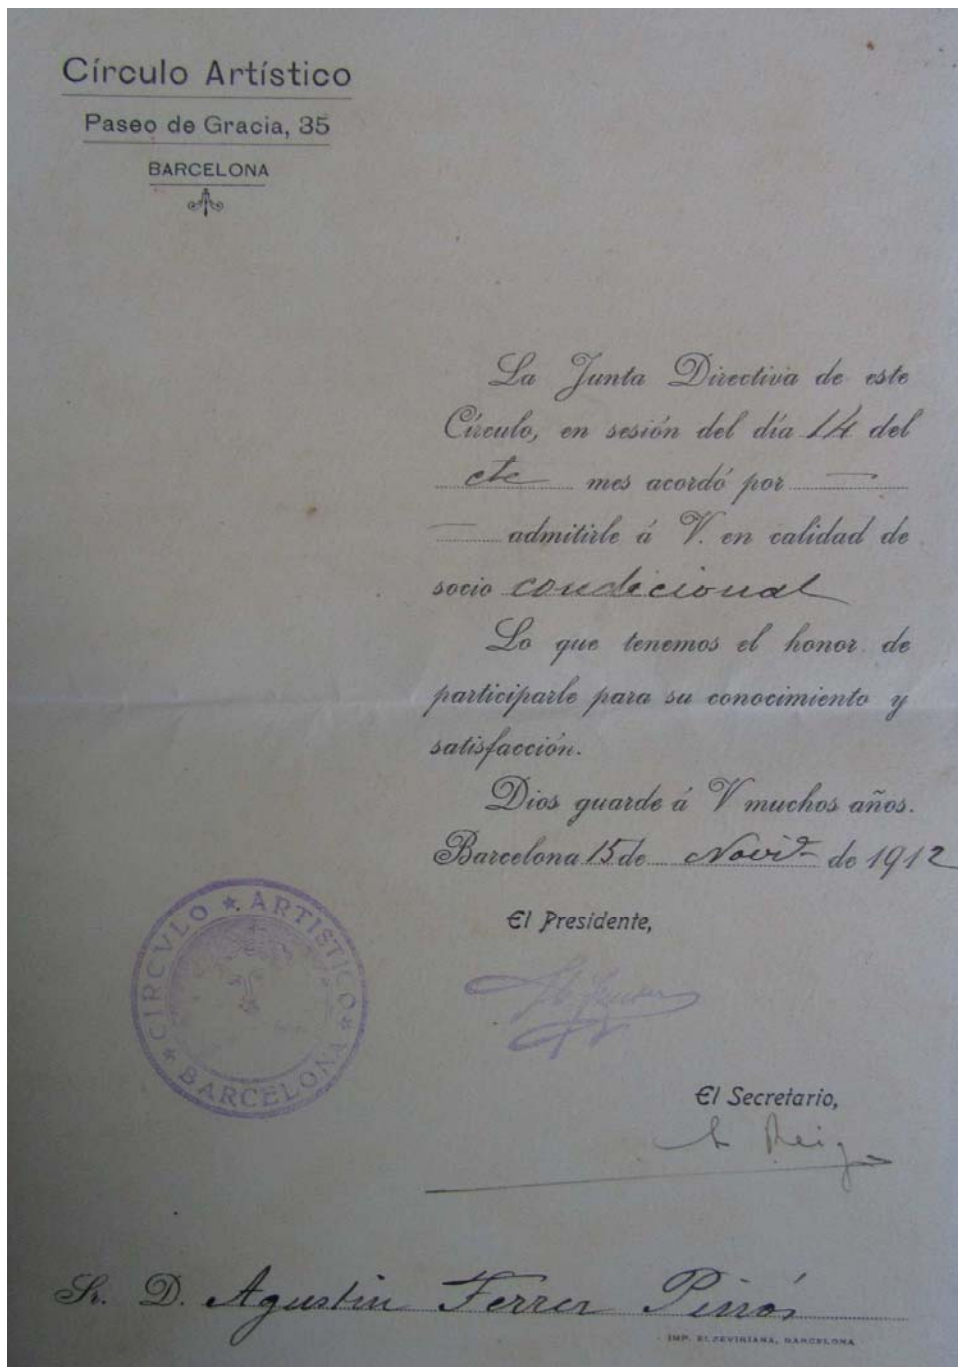 Círculo Artístico
Paseo de Gracia, 35
BARCELONA
La Junta Directiva de este
Círculo, en sesión del día 14 del
cte mes acordó por
admitirle á V. en calidad de
socio condicional
Lo que tenemos el honor de
participarle para su conocimiento y
satisfacción.
Dios guarde á V muchos años.
Barcelona 15 de Novbre de 1912
El Presidente,
CIRCVLO ★ ARTISTICO ★ BARCELONA ★
El Secretario,
Reig
Sr. D. Agustin Ferrer Pinós
IMP. ELZEVIRIANA, BARCELONA